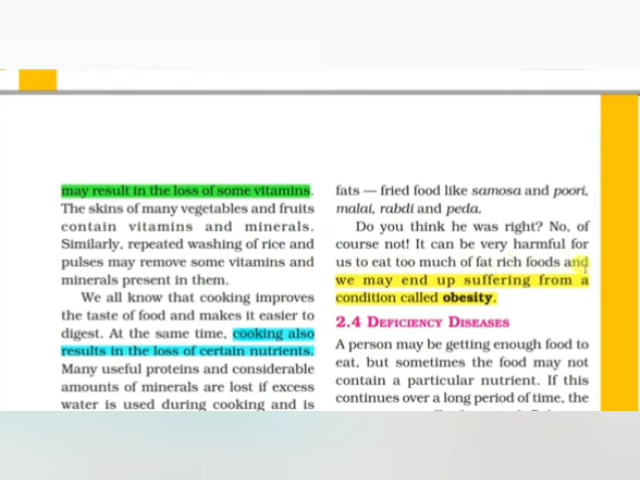 may result in the loss of some vitamins.
The skins of many vegetables and fruits
contain vitamins and minerals.
Similarly, repeated washing of rice and
pulses may remove some vitamins and
minerals present in them.
We all know that cooking improves
the taste of food and makes it easier to
digest. At the same time, cooking also
results in the loss of certain nutrients.
Many useful proteins and considerable
amounts of minerals are lost if excess
water is used during cooking and is
fats — fried food like samosa and poori,
malai, rabdi and peda.
Do you think he was right? No, of
course not! It can be very harmful for
us to eat too much of fat rich foods and
we may end up suffering from a
condition called obesity.
2.4 DEFICIENCY DISEASES
A person may be getting enough food to
eat, but sometimes the food may not
contain a particular nutrient. If this
continues over a long period of time, the